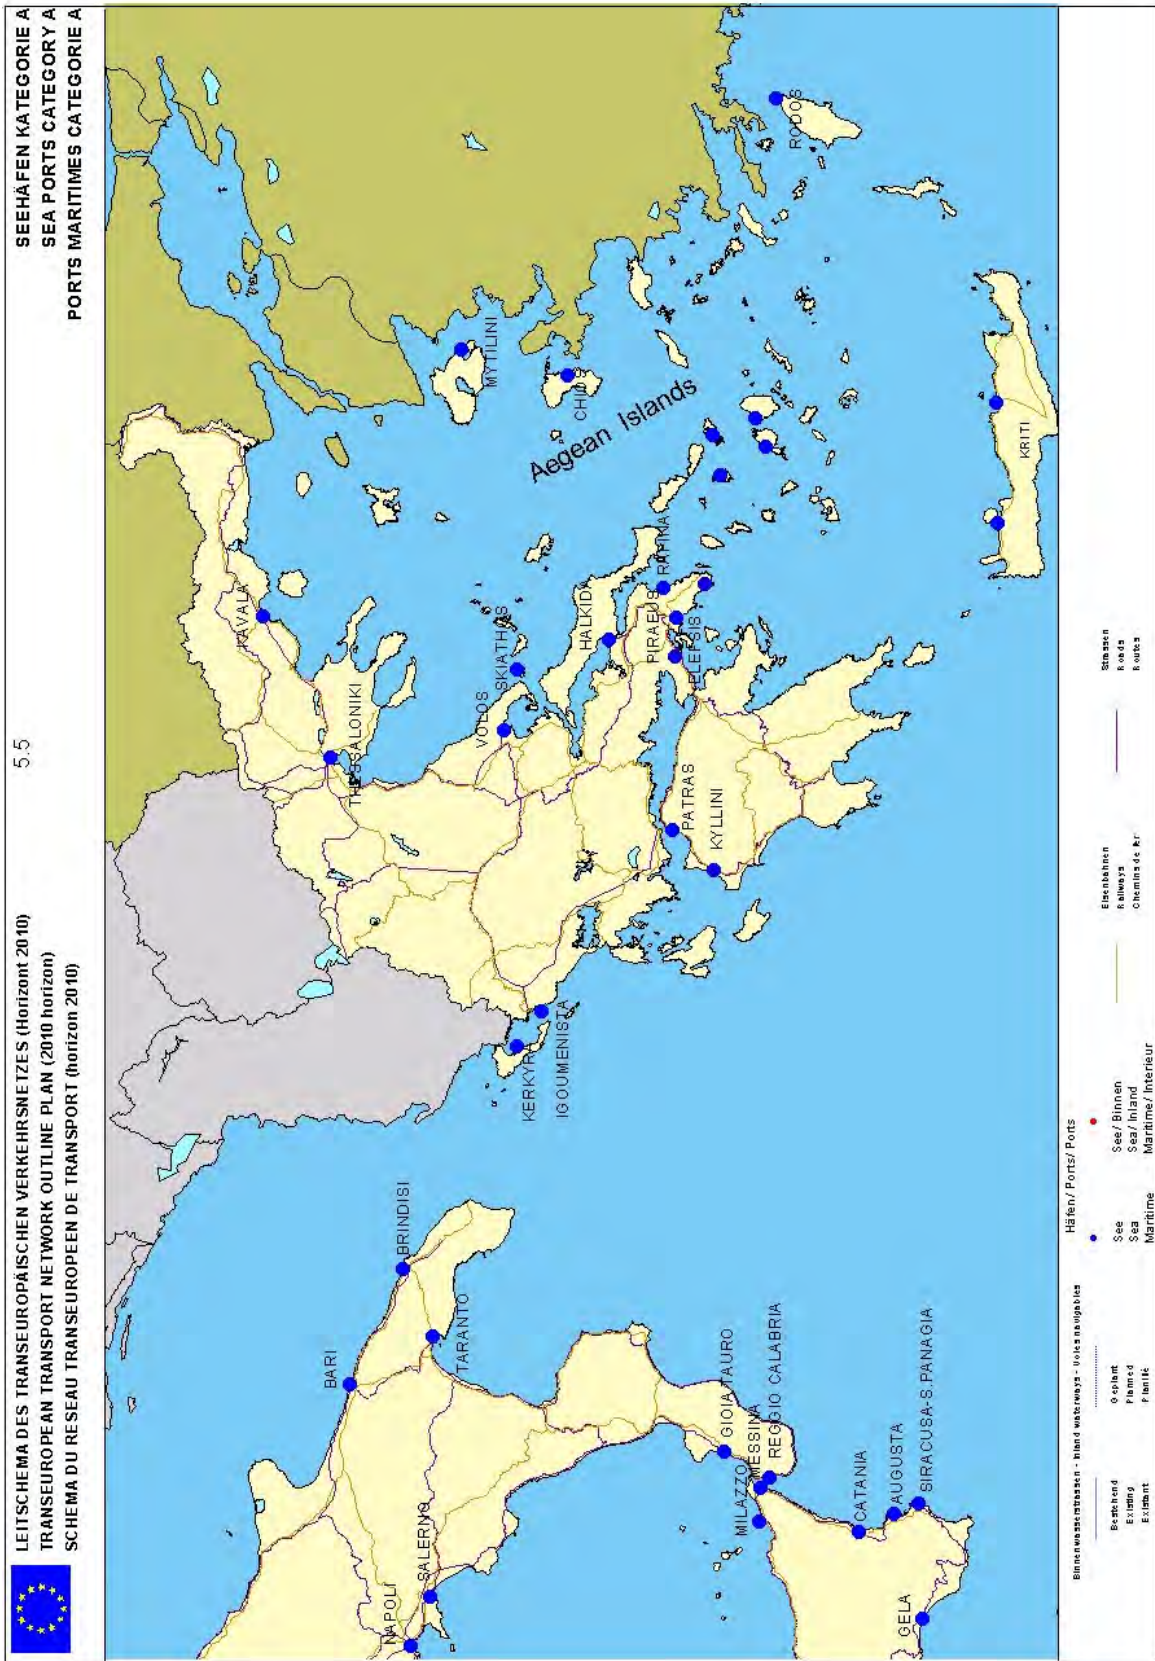 LEITSCHEMA DES TRANSEUROPÄISCHEN VERKEHRSNETZES (Horizont 2010)
TRANSEUROPEAN TRANSPORT NETWORK OUTLINE PLAN (2010 horizon)
SCHEMA DU RESEAU TRANSEUROPEEN DE TRANSPORT (horizon 2010)
5.5
SEEHÄFEN KATEGORIE A
SEA PORTS CATEGORY A
PORTS MARITIMES CATEGORIE A
KAVALA
THESSALONIKI
MYTILINI
CHIOS
Aegean Islands
VOLOS
SKIATHOS
HALKIDA
RAFINA
PIRAEUS
ELEFSIS
PATRAS
KYLLINI
RODOS
KRITI
KERKYRA
IGOUMENISTA
BARI
BRINDISI
TARANTO
NAPOLI
SALERNO
GIOIA TAURO
MILAZZO
MESSINA
REGGIO CALABRIA
CATANIA
AUGUSTA
SIRACUSA-S.PANAGIA
GELA
Binnenwasserstrassen - Inland waterways - Voies navigables
Bestehend
Existing
Existant
Geplant
Planned
Planifié
Häfen/ Ports/ Ports
See
Sea
Maritime
See/ Binnen
Sea/ Inland
Maritime/ Interieur
Eisenbahnen
Railways
Chemins de fer
Strassen
Roads
Routes